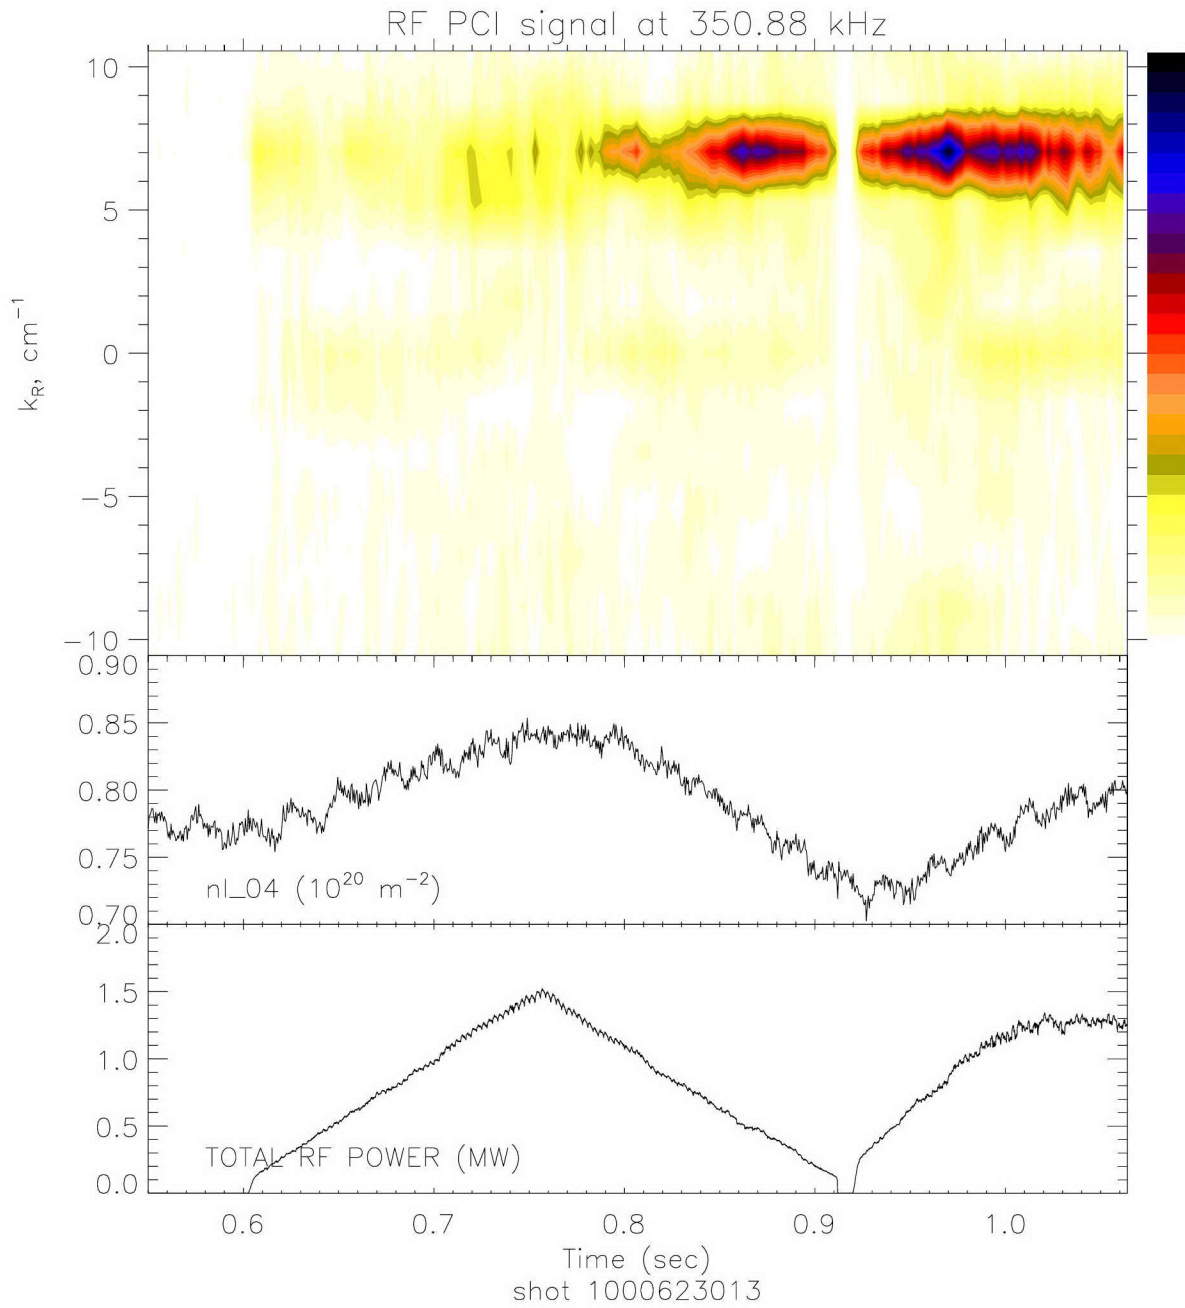 RF PCI signal at 350.88 kHz
10
5
0
-5
-10
k_R, cm⁻¹
0.90
0.85
0.80
0.75
0.70
nl_04 (10²⁰ m⁻²)
2.0
1.5
1.0
0.5
0.0
TOTAL RF POWER (MW)
0.6 0.7 0.8 0.9 1.0
Time (sec)
shot 1000623013